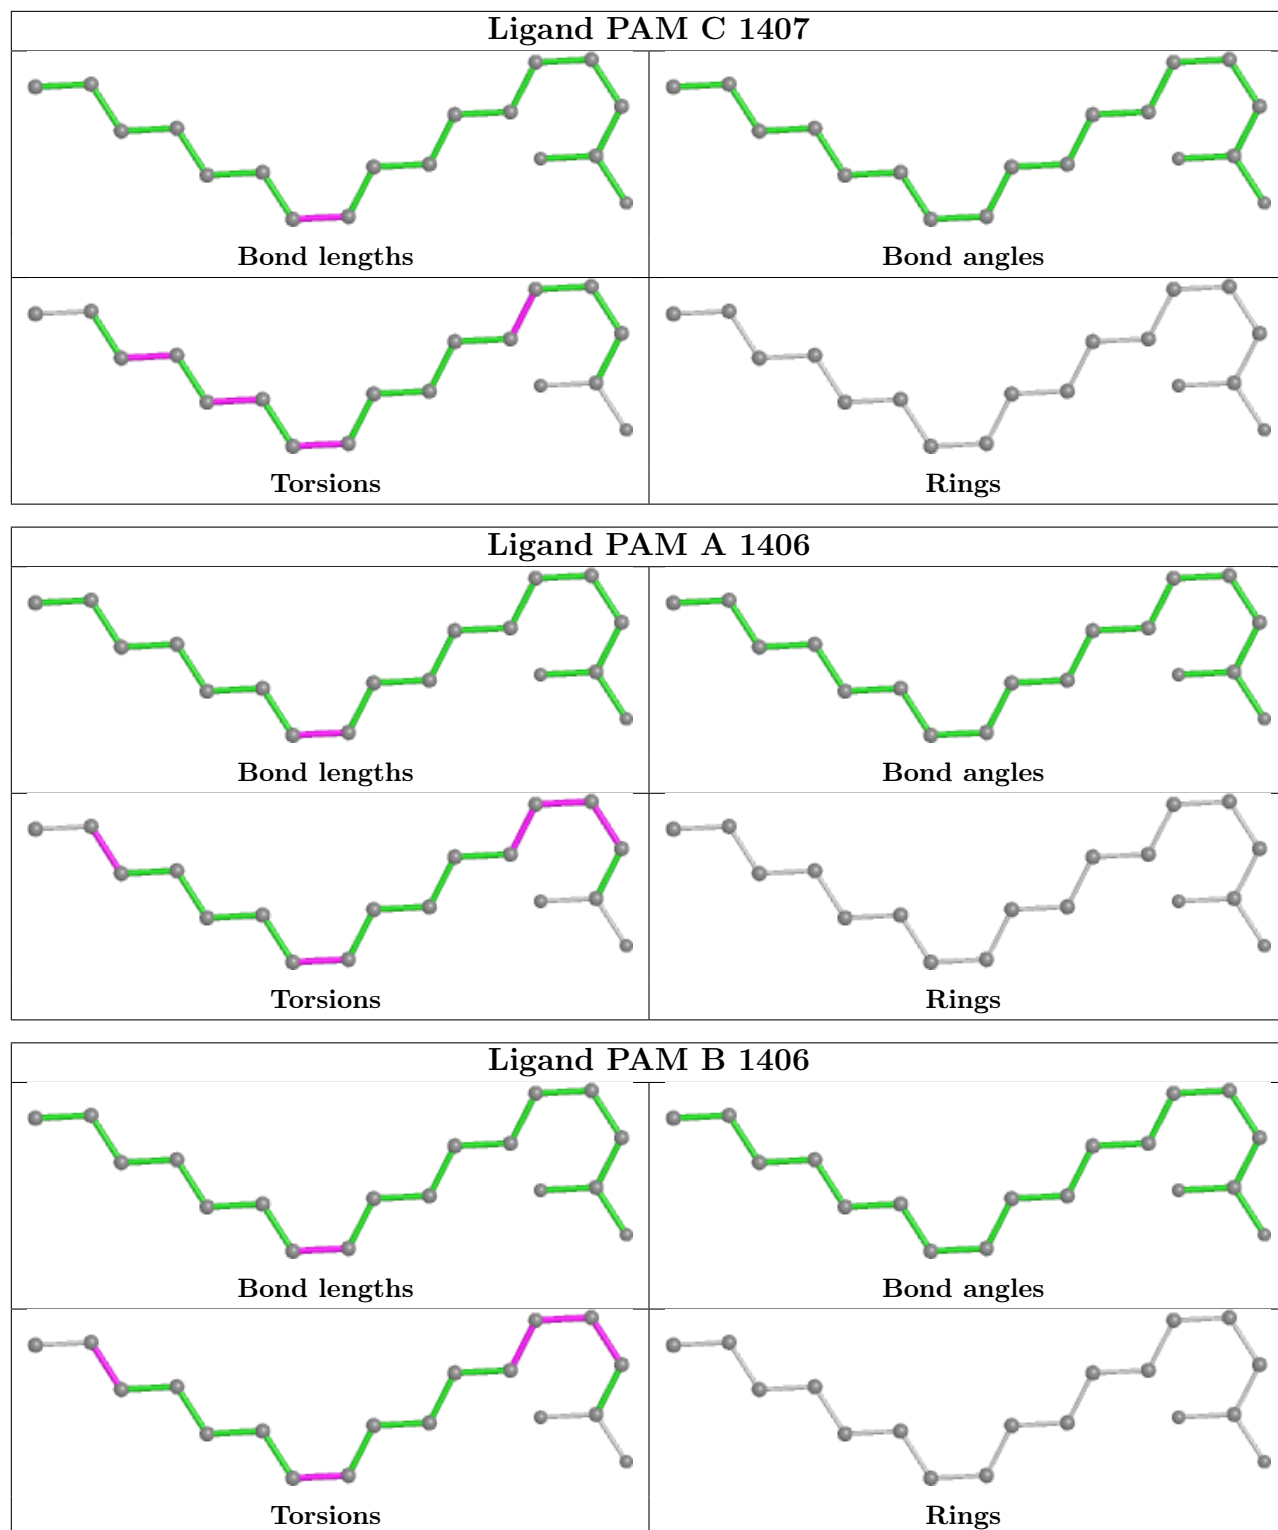 Ligand PAM C 1407
Bond lengths
Bond angles
Torsions
Rings
Ligand PAM A 1406
Bond lengths
Bond angles
Torsions
Rings
Ligand PAM B 1406
Bond lengths
Bond angles
Torsions
Rings